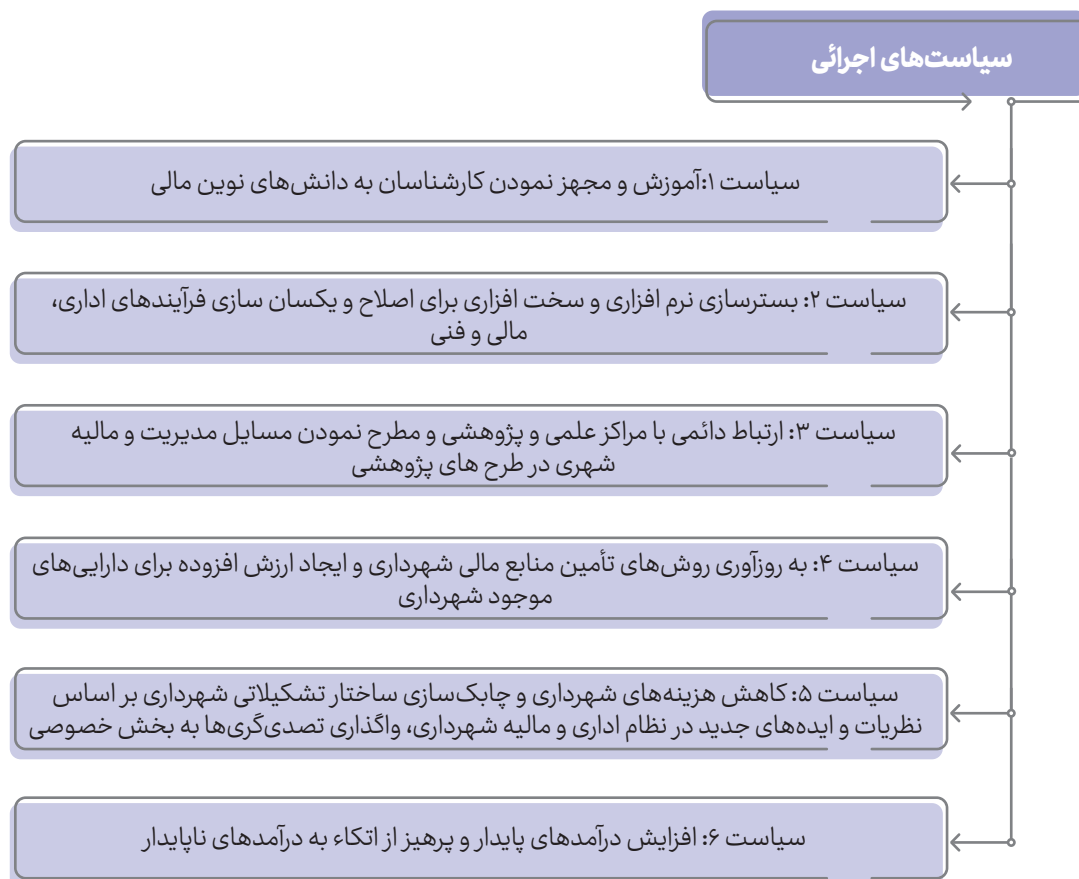 سیاست‌های اجرائی
سیاست ۱:آموزش و مجهز نمودن کارشناسان به دانش‌های نوین مالی
سیاست ۲: بسترسازی نرم افزاری و سخت افزاری برای اصلاح و یکسان سازی فرآیندهای اداری،
مالی و فنی
سیاست ۳: ارتباط دائمی با مراکز علمی و پژوهشی و مطرح نمودن مسایل مدیریت و مالیه
شهری در طرح های پژوهشی
سیاست ۴: به روزآوری روش‌های تأمین منابع مالی شهرداری و ایجاد ارزش افزوده برای دارایی‌های
موجود شهرداری
سیاست ۵: کاهش هزینه‌های شهرداری و چابک‌سازی ساختار تشکیلاتی شهرداری بر اساس
نظریات و ایده‌های جدید در نظام اداری و مالیه شهرداری، واگذاری تصدی‌گری‌ها به بخش خصوصی
سیاست ۶: افزایش درآمدهای پایدار و پرهیز از اتکاء به درآمدهای ناپایدار